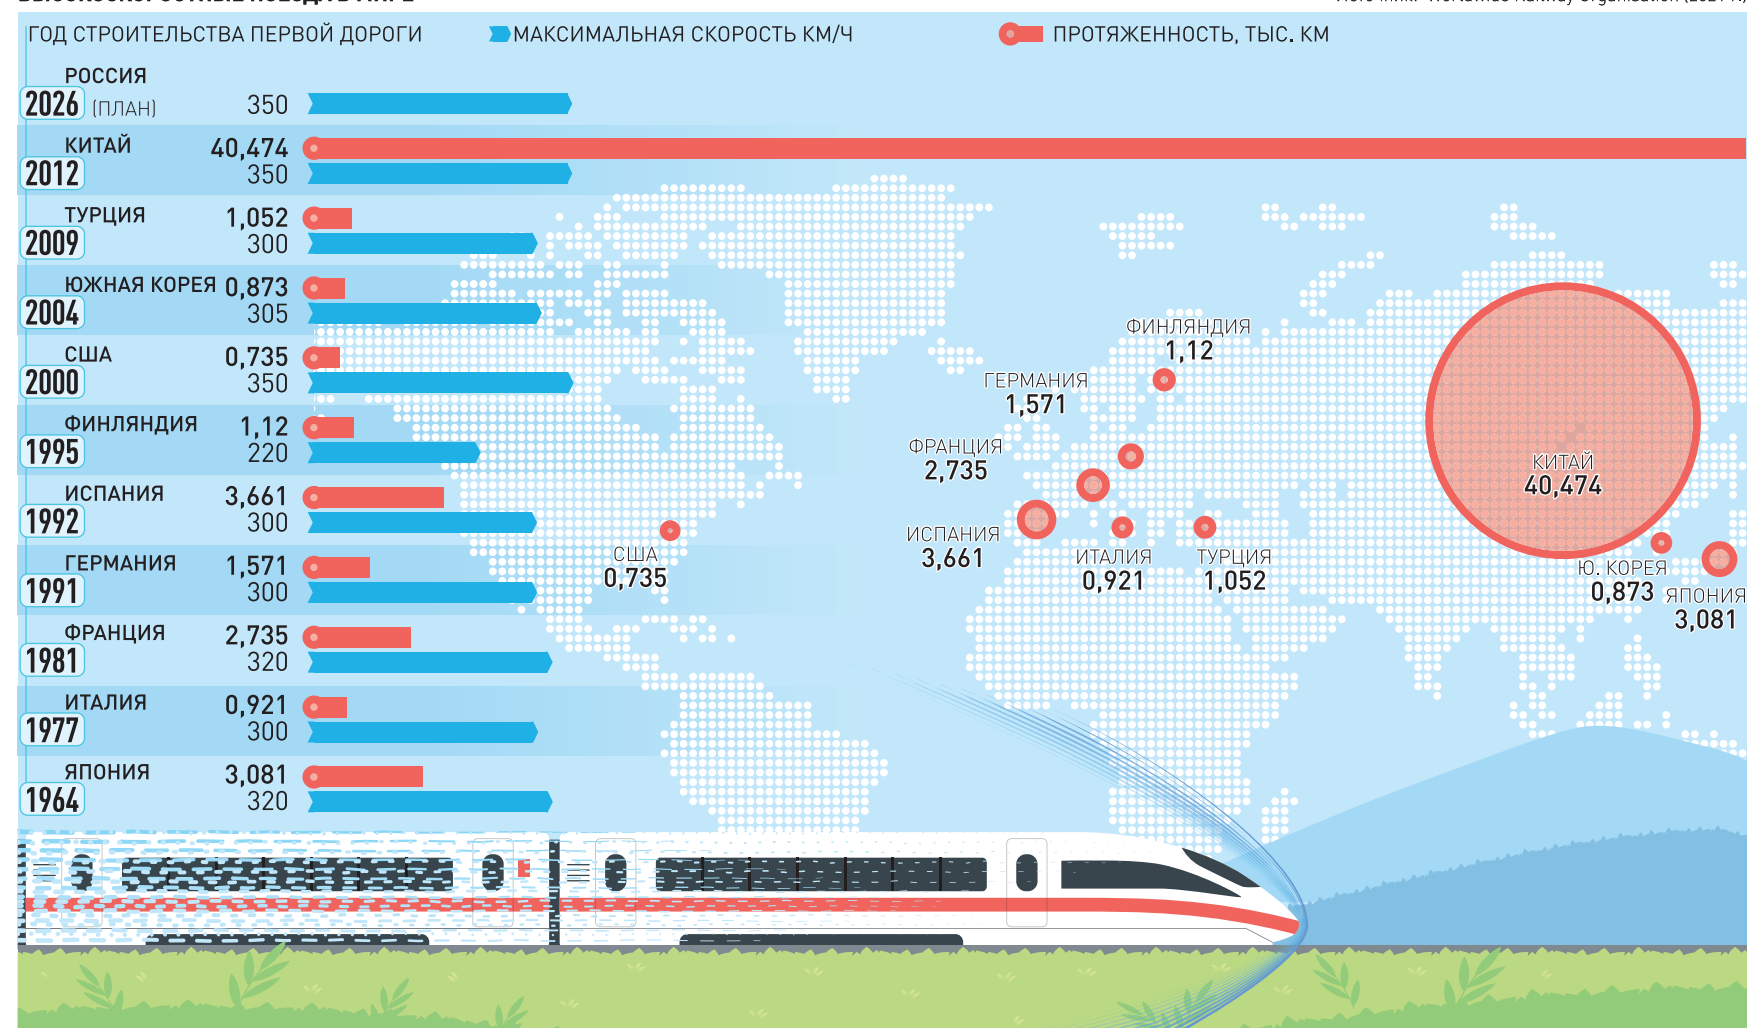 ГОД СТРОИТЕЛЬСТВА ПЕРВОЙ ДОРОГИ
МАКСИМАЛЬНАЯ СКОРОСТЬ КМ/Ч
ПРОТЯЖЕННОСТЬ, ТЫС. КМ
РОССИЯ
2026 (ПЛАН) 350
КИТАЙ 40,474
2012 350
ТУРЦИЯ 1,052
2009 300
ЮЖНАЯ КОРЕЯ 0,873
2004 305
США 0,735
2000 350
ФИНЛЯНДИЯ 1,12
1995 220
ИСПАНИЯ 3,661
1992 300
ГЕРМАНИЯ 1,571
1991 300
ФРАНЦИЯ 2,735
1981 320
ИТАЛИЯ 0,921
1977 300
ЯПОНИЯ 3,081
1964 320
ФИНЛЯНДИЯ
1,12
ГЕРМАНИЯ
1,571
ФРАНЦИЯ
2,735
КИТАЙ
40,474
ИСПАНИЯ
3,661
США
0,735
ИТАЛИЯ
0,921
ТУРЦИЯ
1,052
Ю. КОРЕЯ
0,873
ЯПОНИЯ
3,081